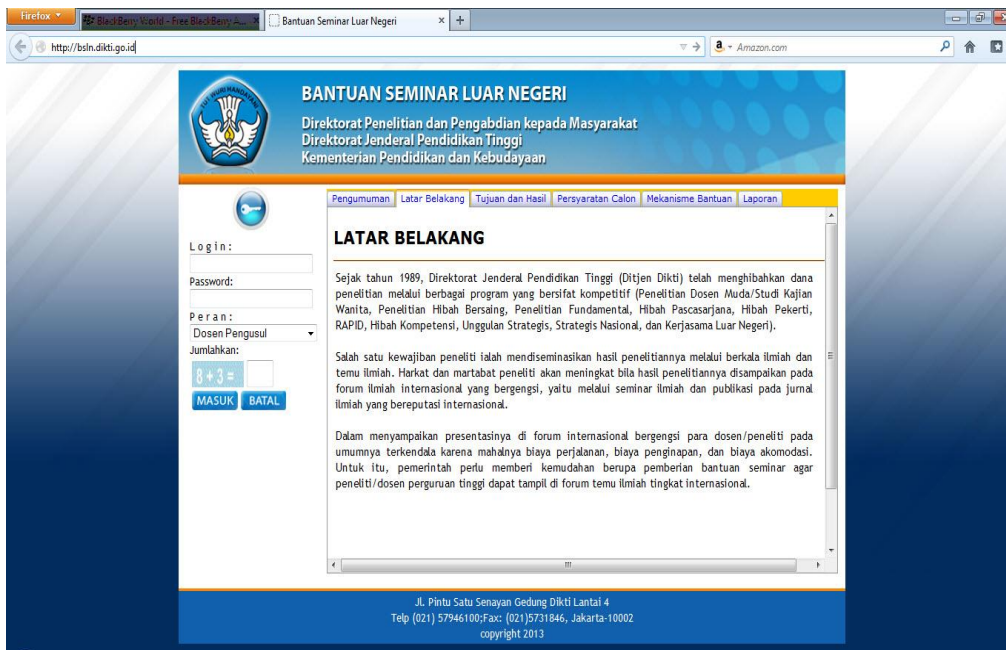 Firefox
BlackBerry World - Free BlackBerry A...
Bantuan Seminar Luar Negeri
http://bsln.dikti.go.id
Amazon.com
TUT WURI HANDAYANI
BANTUAN SEMINAR LUAR NEGERI
Direktorat Penelitian dan Pengabdian kepada Masyarakat
Direktorat Jenderal Pendidikan Tinggi
Kementerian Pendidikan dan Kebudayaan
Login:
Password:
Peran:
Dosen Pengusul
Jumlahkan:
8+3=
MASUK BATAL
Pengumuman Latar Belakang Tujuan dan Hasil Persyaratan Calon Mekanisme Bantuan Laporan
LATAR BELAKANG
Sejak tahun 1989, Direktorat Jenderal Pendidikan Tinggi (Ditjen Dikti) telah menghibahkan dana
penelitian melalui berbagai program yang bersifat kompetitif (Penelitian Dosen Muda/Studi Kajian
Wanita, Penelitian Hibah Bersaing, Penelitian Fundamental, Hibah Pascasarjana, Hibah Pekerti,
RAPID, Hibah Kompetensi, Unggulan Strategis, Strategis Nasional, dan Kerjasama Luar Negeri).
Salah satu kewajiban peneliti ialah mendiseminasikan hasil penelitiannya melalui berkala ilmiah dan
temu ilmiah. Harkat dan martabat peneliti akan meningkat bila hasil penelitiannya disampaikan pada
forum ilmiah internasional yang bergengsi, yaitu melalui seminar ilmiah dan publikasi pada jurnal
ilmiah yang bereputasi internasional.
Dalam menyampaikan presentasinya di forum internasional bergengsi para dosen/peneliti pada
umumnya terkendala karena mahalnya biaya perjalanan, biaya penginapan, dan biaya akomodasi.
Untuk itu, pemerintah perlu memberi kemudahan berupa pemberian bantuan seminar agar
peneliti/dosen perguruan tinggi dapat tampil di forum temu ilmiah tingkat internasional.
Jl. Pintu Satu Senayan Gedung Dikti Lantai 4
Telp (021) 57946100;Fax: (021)5731846, Jakarta-10002
copyright 2013